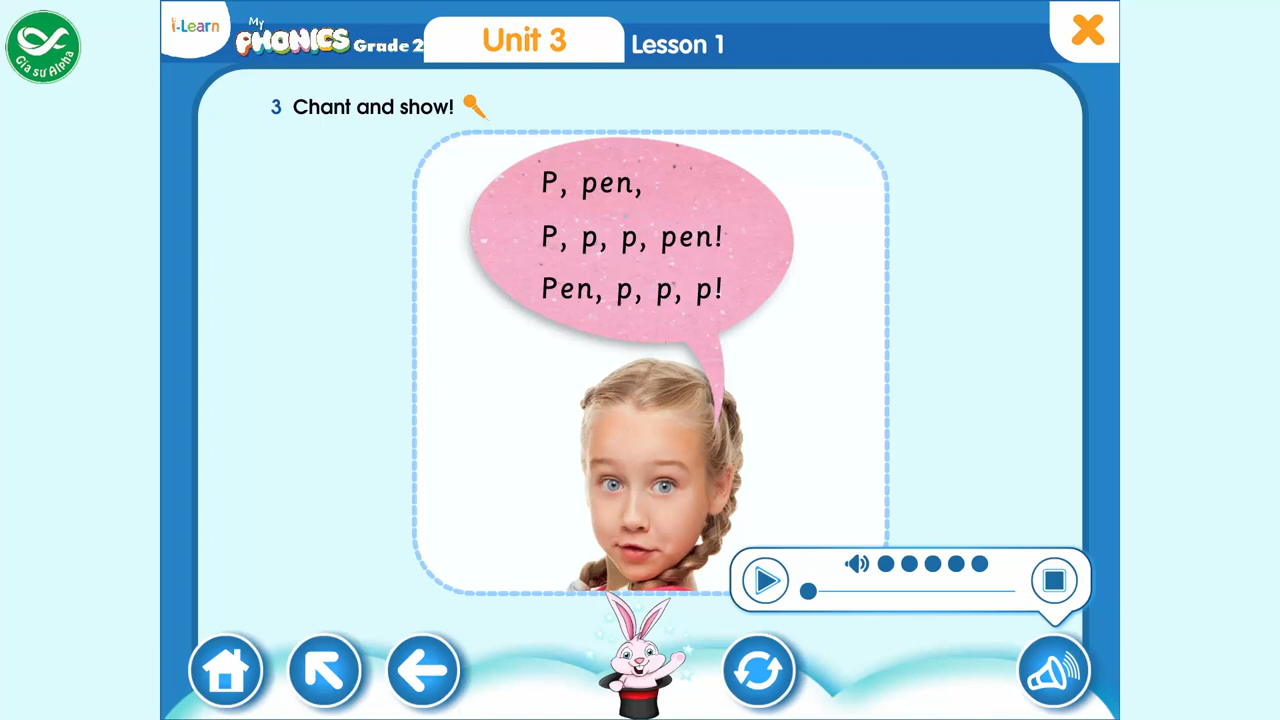 Gia sư Alpha
i-Learn
My
PHONICS Grade 2
Unit 3
Lesson 1
3 Chant and show!
P, pen,
P, p, p, pen!
Pen, p, p, p!